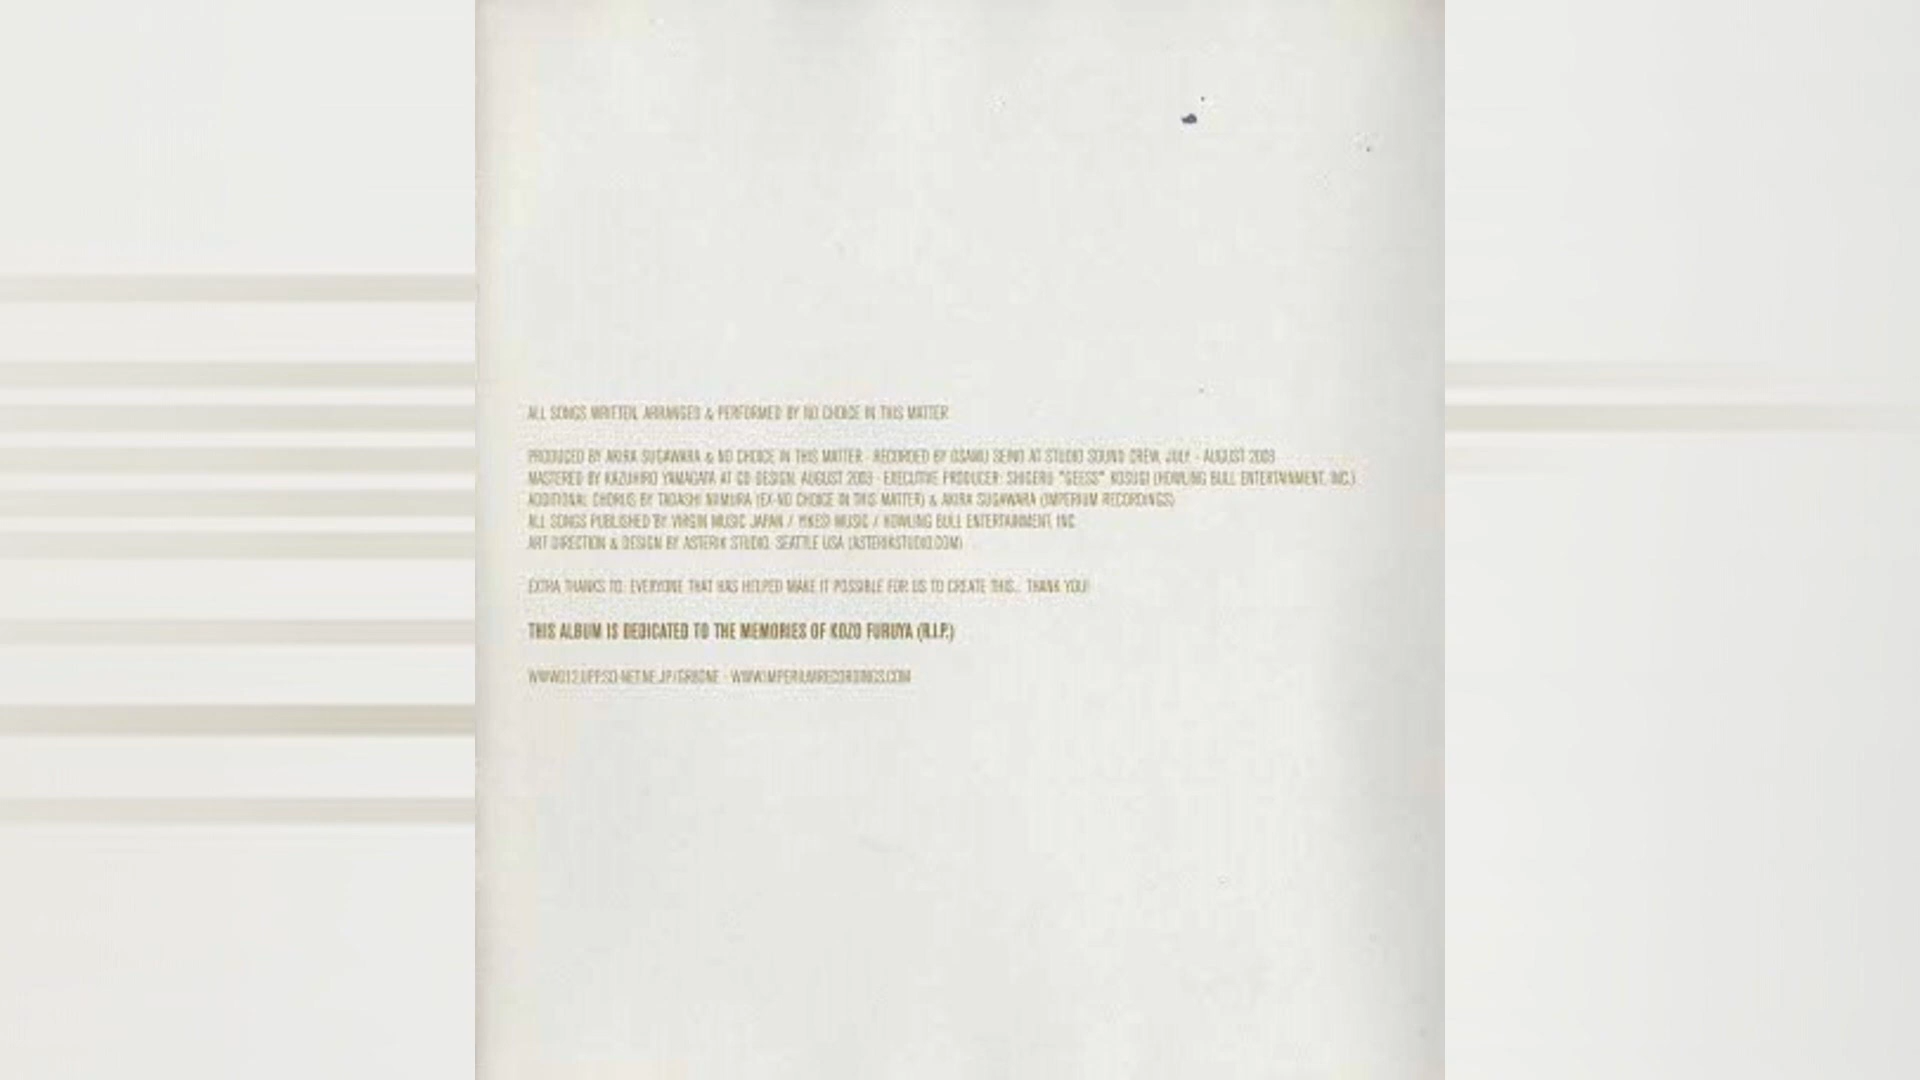 ALL SONGS WRITTEN, ARRANGED & PERFORMED BY NO CHOICE IN THIS MATTER
PRODUCED BY AKIRA SUGAWARA & NO CHOICE IN THIS MATTER · RECORDED BY OSAMU SEINO AT STUDIO SOUND CREW, JULY - AUGUST 2003
MASTERED BY KAZUHIRO YAMAGATA AT CD DESIGN, AUGUST 2003 · EXECUTIVE PRODUCER: SHIGERU "GEESS" KOSUGI (HOWLING BULL ENTERTAINMENT, INC.)
ADDITIONAL CHORUS BY TADASHI NIIMURA (EX-NO CHOICE IN THIS MATTER) & AKIRA SUGAWARA (IMPERIUM RECORDINGS)
ALL SONGS PUBLISHED BY VIRGIN MUSIC JAPAN / YIKES! MUSIC / HOWLING BULL ENTERTAINMENT, INC
ART DIRECTION & DESIGN BY ASTERIK STUDIO, SEATTLE USA (ASTERIKSTUDIO.COM)
EXTRA THANKS TO: EVERYONE THAT HAS HELPED MAKE IT POSSIBLE FOR US TO CREATE THIS... THANK YOU!
THIS ALBUM IS DEDICATED TO THE MEMORIES OF KOZO FURUYA (R.I.P.)
WWW.IMPERIUMRECORDINGS.COM